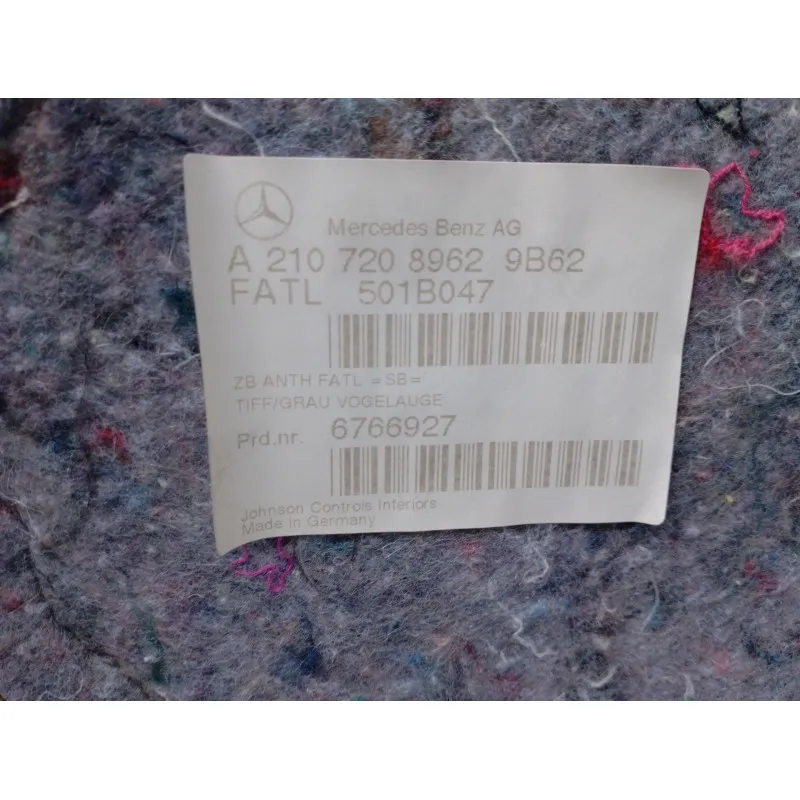 Mercedes Benz AG
A 210 720 8962 9B62
FATL 501B047
ZB ANTH FATL =SB=
TIFF/GRAU VOGELAUGE
Prd.nr. 6766927
Johnson Controls Interiors
Made in Germany